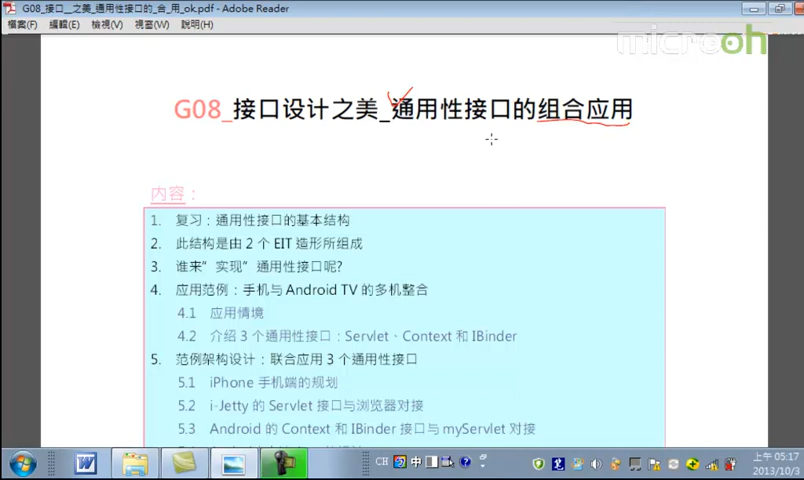 G08_接口__之美_通用性接口的_合_用_ok.pdf - Adobe Reader
檔案(F) 編輯(E) 檢視(V) 視窗(W) 說明(H)
microoh
G08_接口设计之美_通用性接口的组合应用
内容：
1. 复习：通用性接口的基本结构
2. 此结构是由 2 个 EIT 造形所组成
3. 谁来”实现”通用性接口呢?
4. 应用范例：手机与 Android TV 的多机整合
4.1 应用情境
4.2 介绍 3 个通用性接口：Servlet、Context 和 IBinder
5. 范例架构设计：联合应用 3 个通用性接口
5.1 iPhone 手机端的规划
5.2 i-Jetty 的 Servlet 接口与浏览器对接
5.3 Android 的 Context 和 IBinder 接口与 myServlet 对接
CH 中
上午 05:17
2013/10/3